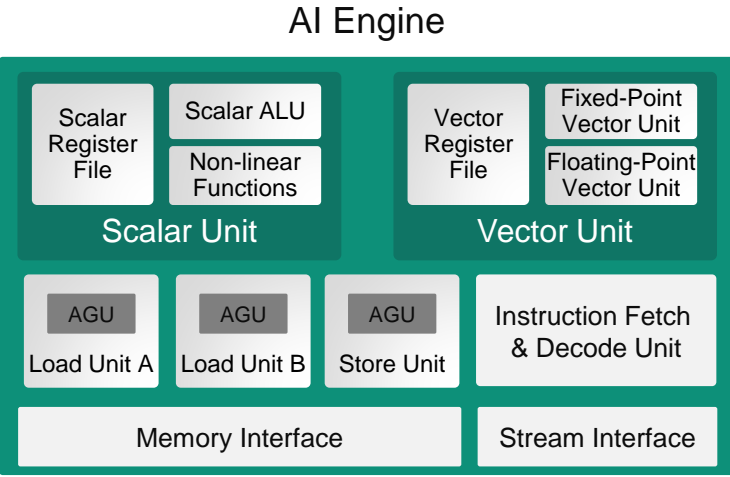 AI Engine
Scalar
Register
File
Scalar ALU
Non-linear
Functions
Scalar Unit
Vector
Register
File
Fixed-Point
Vector Unit
Floating-Point
Vector Unit
Vector Unit
AGU
Load Unit A
AGU
Load Unit B
AGU
Store Unit
Instruction Fetch
& Decode Unit
Memory Interface
Stream Interface